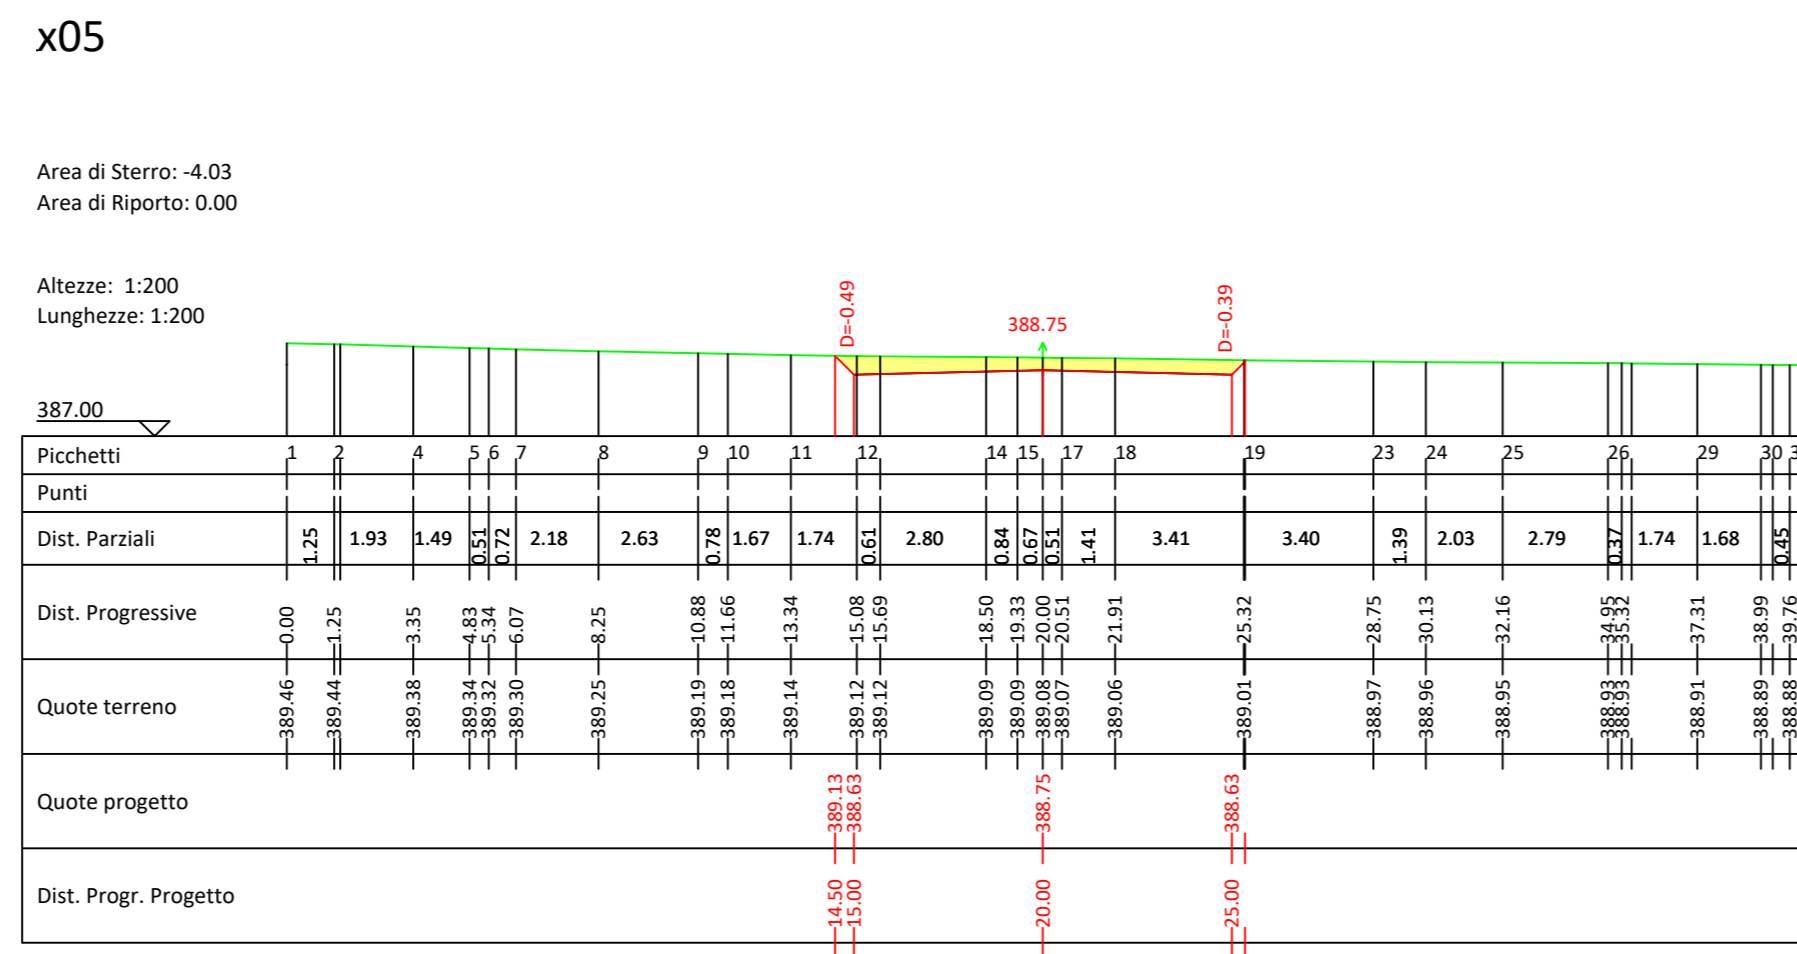 x05
Area di Sterro: -4.03
Area di Riporto: 0.00
Altezze: 1:200
Lunghezze: 1:200
D=-0.49
388.75
D=-0.39
387.00
Picchetti 1 2 4 5 6 7 8 9 10 11 12 14 15 17 18 19 23 24 25 26 29 30 3
Punti
Dist. Parziali 1.25 1.93 1.49 0.51 0.72 2.18 2.63 0.78 1.67 1.74 0.61 2.80 0.84 0.67 0.51 1.41 3.41 3.40 1.39 2.03 2.79 0.37 1.74 1.68 0.45
Dist. Progressive 0.00 1.25 3.35 4.83 5.34 6.07 8.25 10.88 11.66 13.34 15.08 15.69 18.50 19.33 20.00 20.51 21.91 25.32 28.75 30.13 32.16 34.95 35.32 37.31 38.99 39.76
Quote terreno 389.46 389.44 389.38 389.34 389.32 389.30 389.25 389.19 389.18 389.14 389.12 389.12 389.09 389.09 389.08 389.07 389.06 389.01 388.97 388.96 388.95 388.93 388.93 388.91 388.89 388.88
Quote progetto 389.13 388.63 388.75 388.63
Dist. Progr. Progetto 14.50 15.00 20.00 25.00